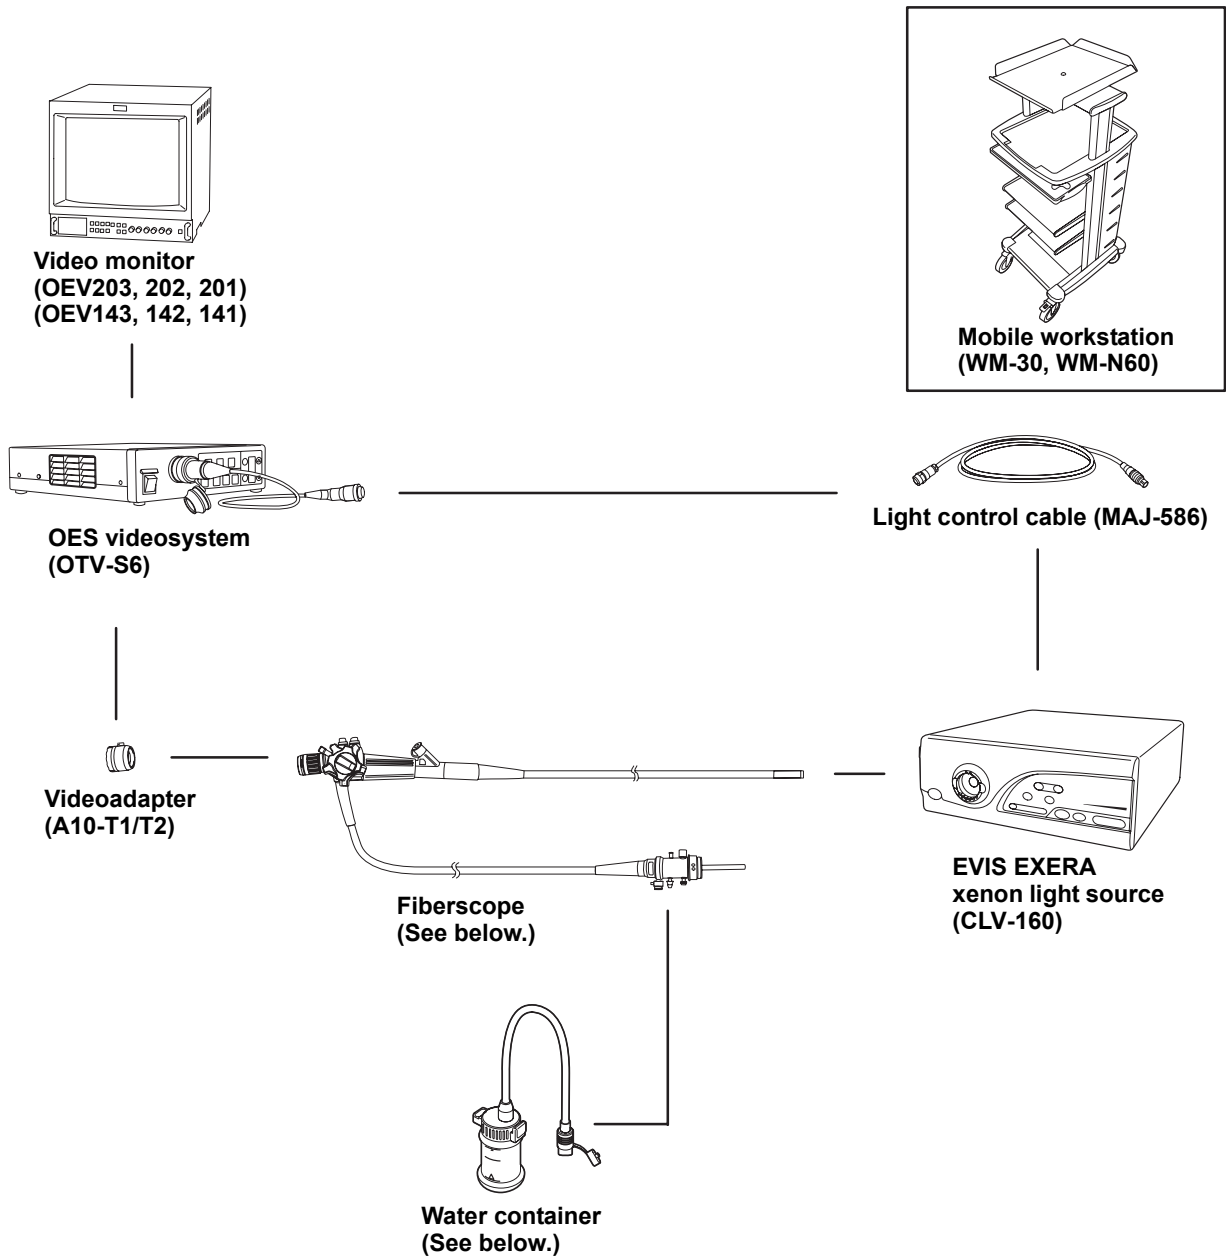 Video monitor
(OEV203, 202, 201)
(OEV143, 142, 141)
Mobile workstation
(WM-30, WM-N60)
OES videosystem
(OTV-S6)
Light control cable (MAJ-586)
Videoadapter
(A10-T1/T2)
Fiberscope
(See below.)
EVIS EXERA
xenon light source
(CLV-160)
Water container
(See below.)